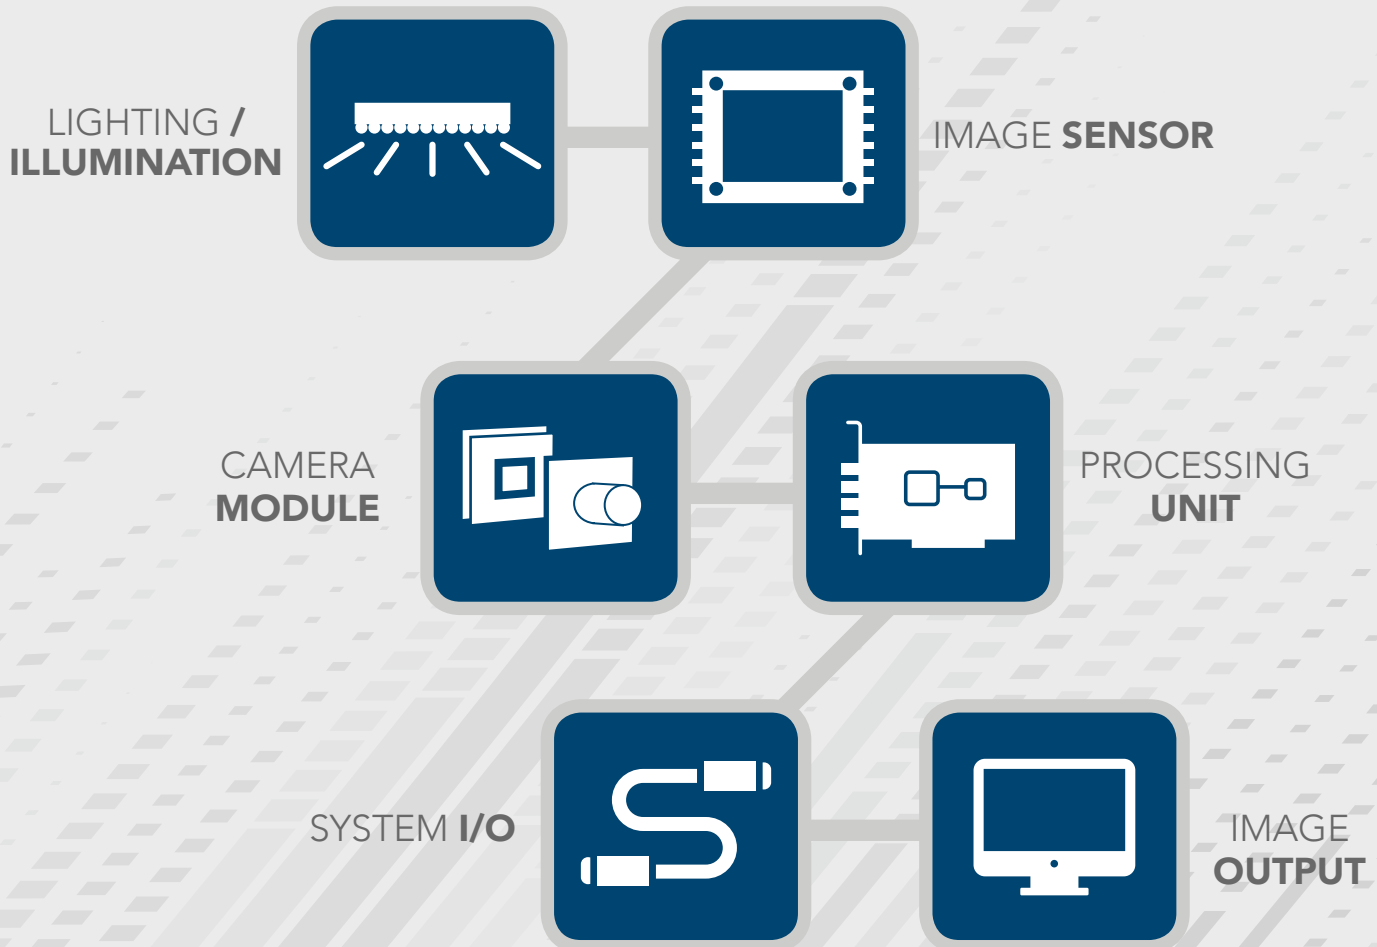 LIGHTING /
ILLUMINATION
IMAGE SENSOR
CAMERA
MODULE
PROCESSING
UNIT
SYSTEM I/O
IMAGE
OUTPUT